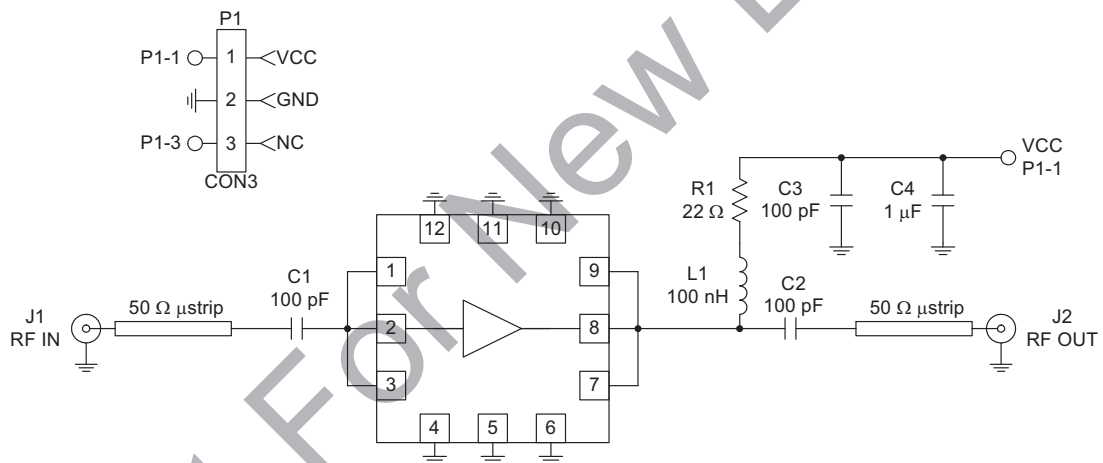 P1
P1-1 1 VCC
2 GND
P1-3 3 NC
CON3
VCC
P1-1
R1
22 Ω
C3
100 pF
C4
1 μF
12 11 10
1
2
3
9
8
7
4 5 6
C1
100 pF
L1
100 nH
C2
100 pF
J1
RF IN
50 Ω μstrip
50 Ω μstrip
J2
RF OUT
For New